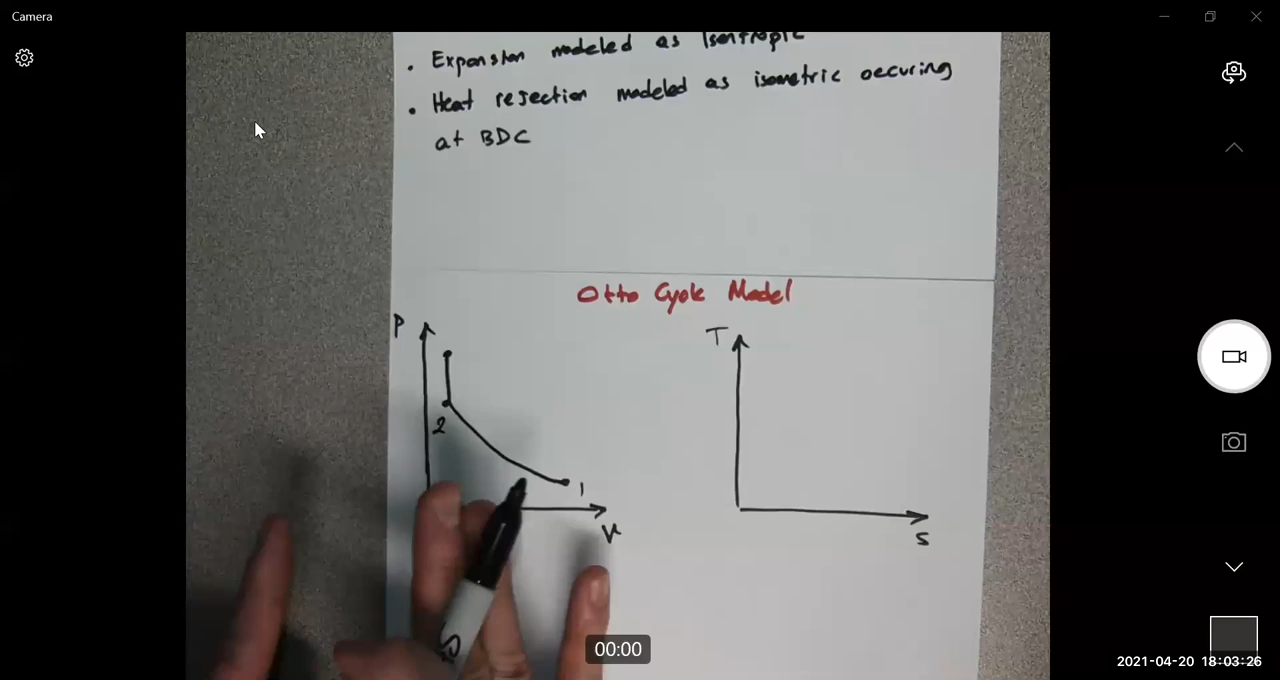 Camera
• Expansion modeled as Isentropic
• Heat rejection modeled as isometric occuring
at BDC
Otto Cycle Model
P
T
2
1
V
S
00:00
2021-04-20 18:03:26